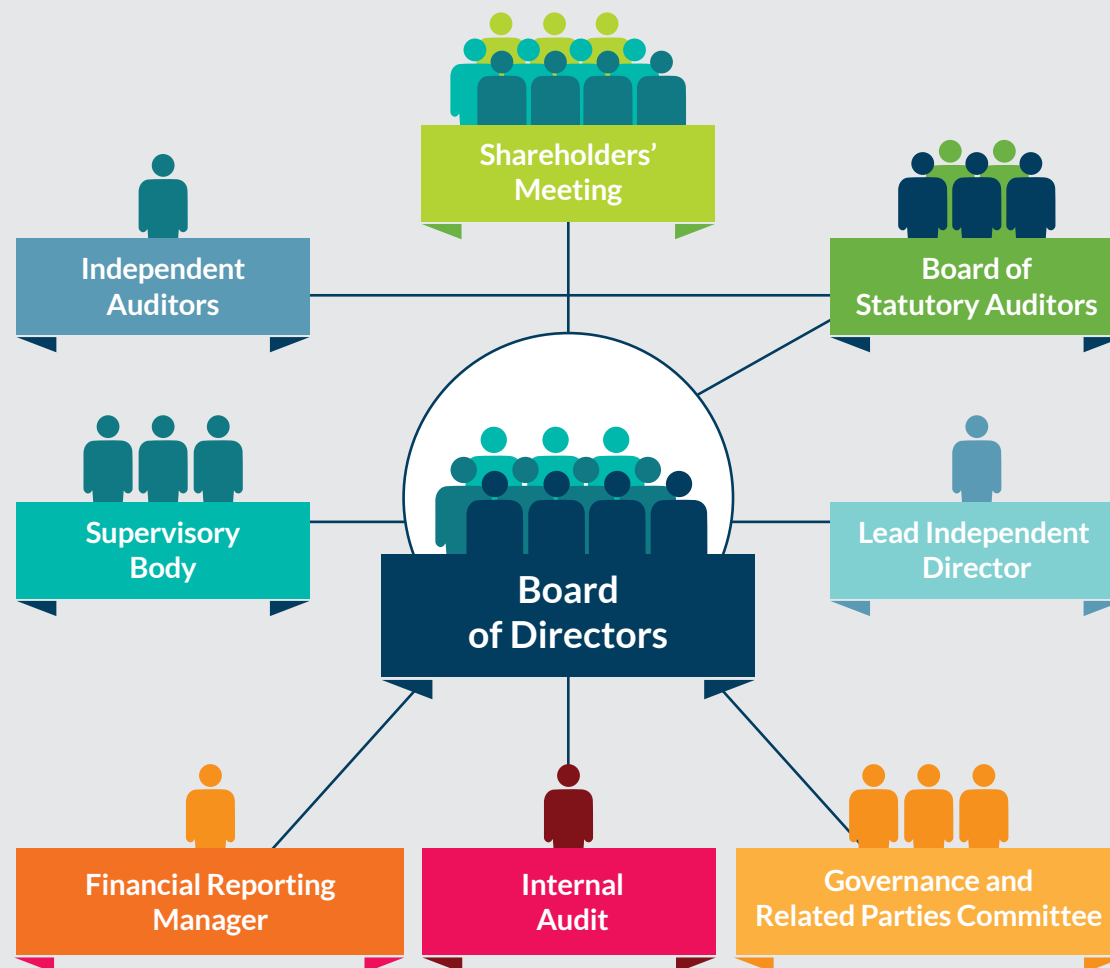 Shareholders’
Meeting
Independent
Auditors
Board of
Statutory Auditors
Supervisory
Body
Lead Independent
Director
Board
of Directors
Financial Reporting
Manager
Internal
Audit
Governance and
Related Parties Committee